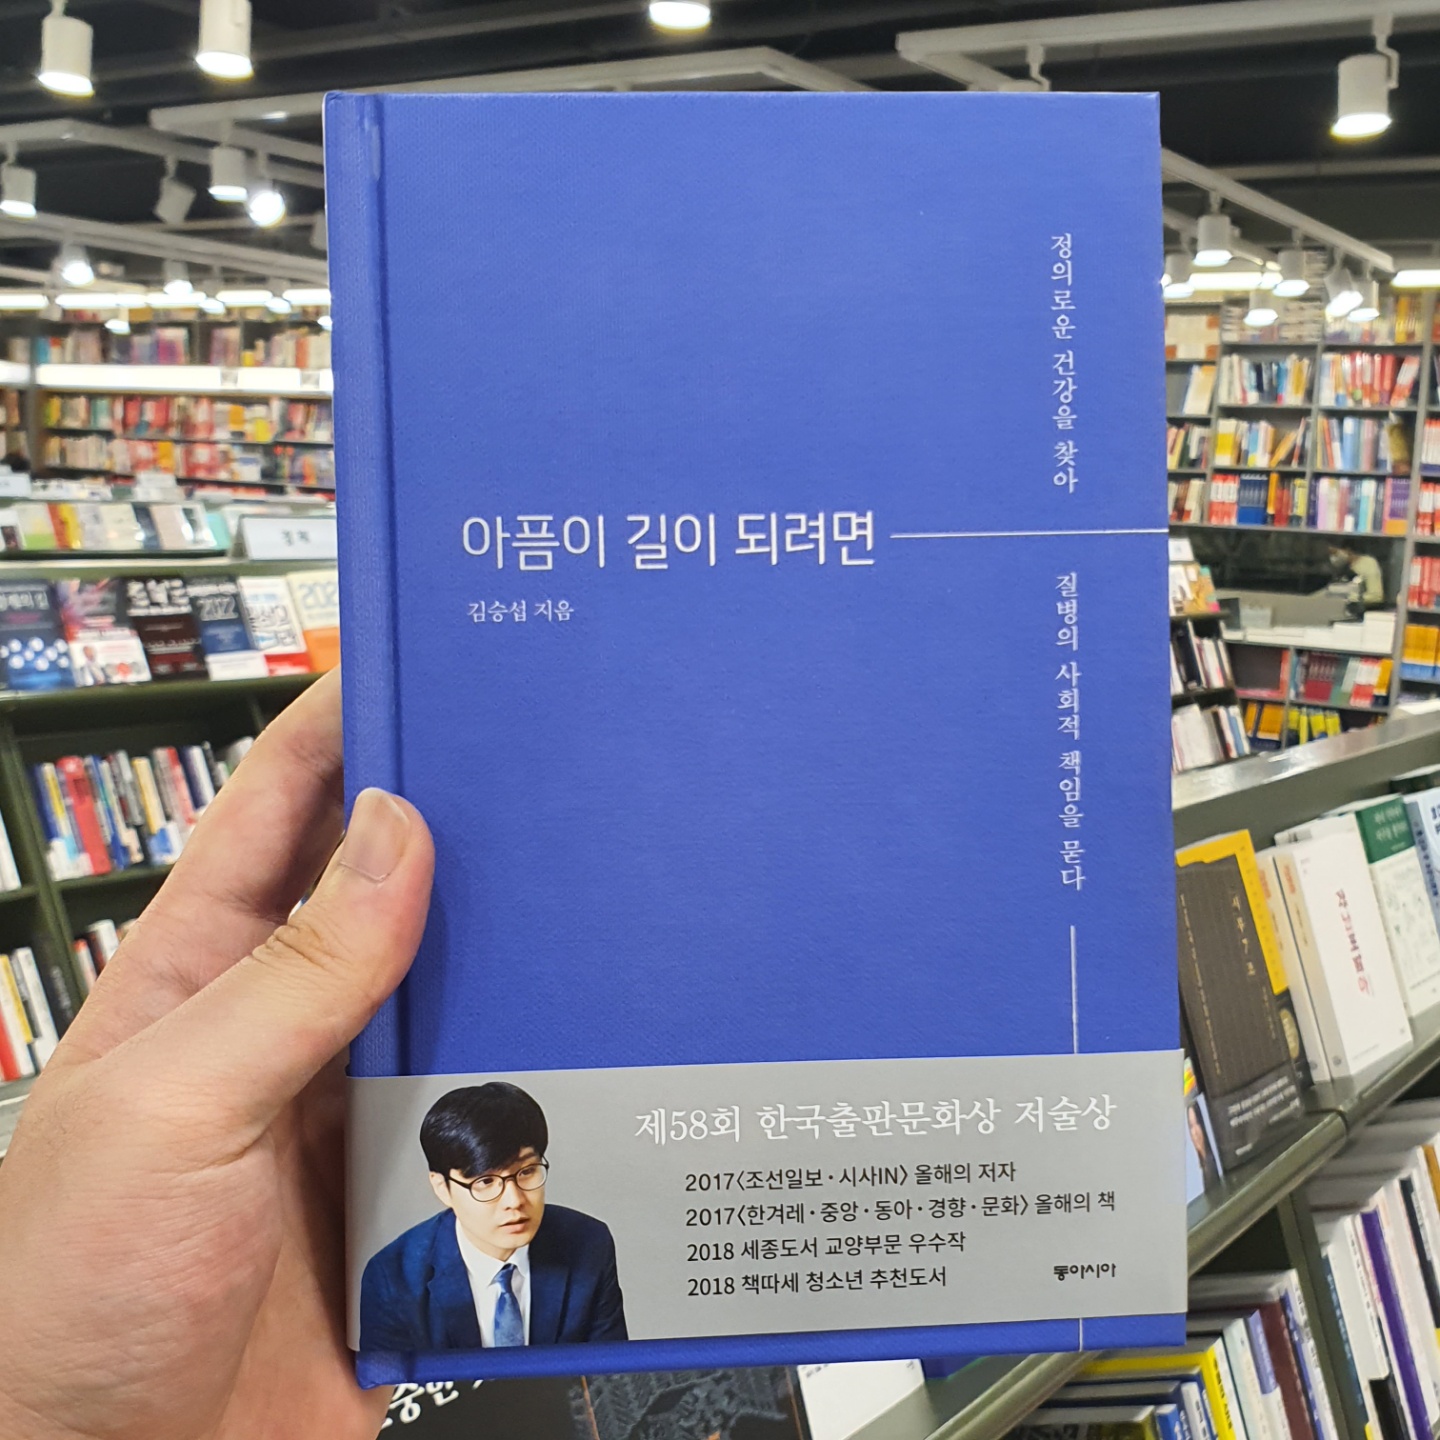 정의로운 건강을 찾아
아픔이 길이 되려면
김승섭 지음
질병의 사회적 책임을 묻다
제58회 한국출판문화상 저술상
2017〈조선일보·시사IN〉 올해의 저자
2017〈한겨레·중앙·동아·경향·문화〉 올해의 책
2018 세종도서 교양부문 우수작
2018 책따세 청소년 추천도서
동아시아